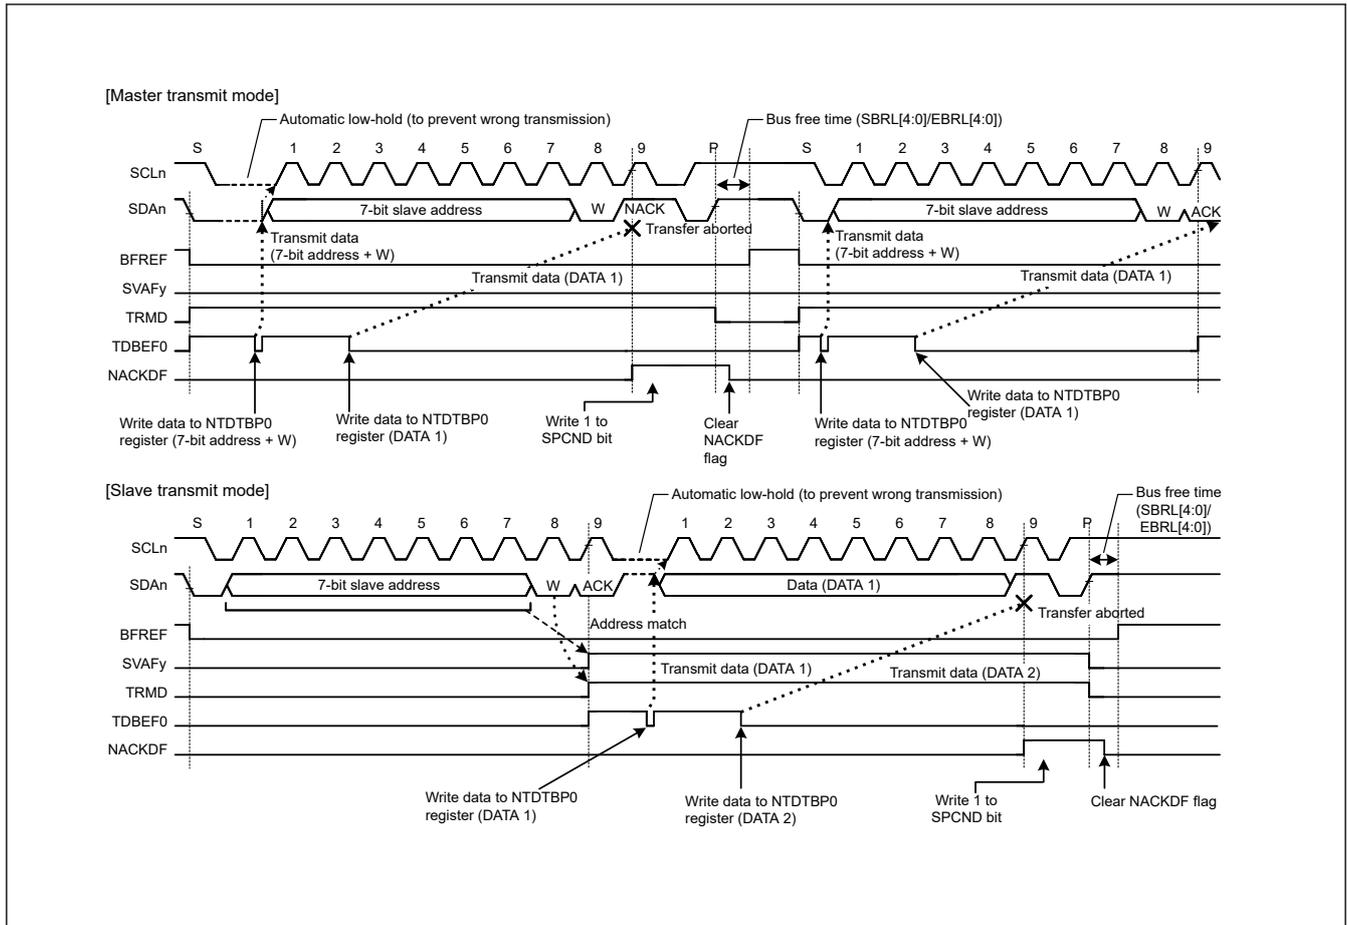 [Master transmit mode]
Automatic low-hold (to prevent wrong transmission)
Bus free time (SBRL[4:0]/EBRL[4:0])
S 1 2 3 4 5 6 7 8 9 P S 1 2 3 4 5 6 7 8 9
SCLn
SDAn 7-bit slave address W NACK 7-bit slave address W ACK
Transfer aborted
Transmit data
(7-bit address + W)
Transmit data
(7-bit address + W)
BFREF
Transmit data (DATA 1)
Transmit data (DATA 1)
SVAFy
TRMD
TDBEF0
NACKDF
Write data to NTDTBP0
register (7-bit address + W)
Write data to NTDTBP0
register (DATA 1)
Write 1 to
SPCND bit
Clear
NACKDF
flag
Write data to NTDTBP0
register (7-bit address + W)
Write data to NTDTBP0
register (DATA 1)
[Slave transmit mode]
Automatic low-hold (to prevent wrong transmission)
Bus free time
(SBRL[4:0]/
EBRL[4:0])
S 1 2 3 4 5 6 7 8 9 1 2 3 4 5 6 7 8 9 P
SCLn
SDAn 7-bit slave address W ACK Data (DATA 1)
Transfer aborted
Address match
BFREF
SVAFy
Transmit data (DATA 1)
Transmit data (DATA 2)
TRMD
TDBEF0
NACKDF
Write data to NTDTBP0
register (DATA 1)
Write data to NTDTBP0
register (DATA 2)
Write 1 to
SPCND bit
Clear NACKDF flag